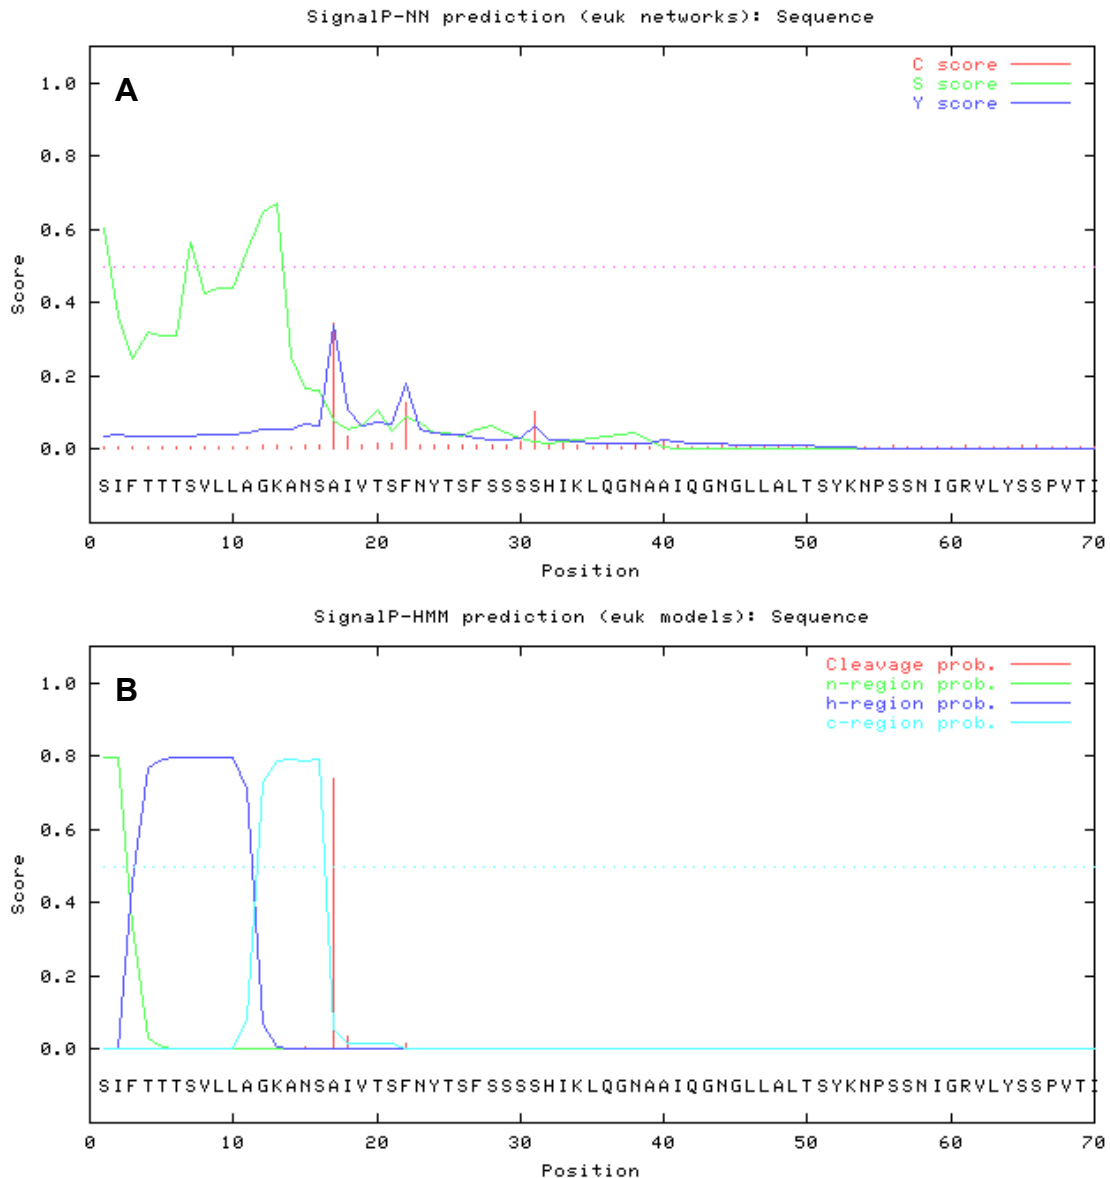 SignalP-NN prediction (euk networks): Sequence
A
C score
S score
Y score
1.0
0.8
0.6
0.4
0.2
0.0
Score
SIFTTTSVLLAGKANSAIVTSFNYTSFSSSSHIKLQGNAAIQGNGLLALTSYKNPSSNIGRVLYSSPVTI
0 10 20 30 40 50 60 70
Position
SignalP-HMM prediction (euk models): Sequence
B
Cleavage prob.
n-region prob.
h-region prob.
c-region prob.
1.0
0.8
0.6
0.4
0.2
0.0
Score
SIFTTTSVLLAGKANSAIVTSFNYTSFSSSSHIKLQGNAAIQGNGLLALTSYKNPSSNIGRVLYSSPVTI
0 10 20 30 40 50 60 70
Position